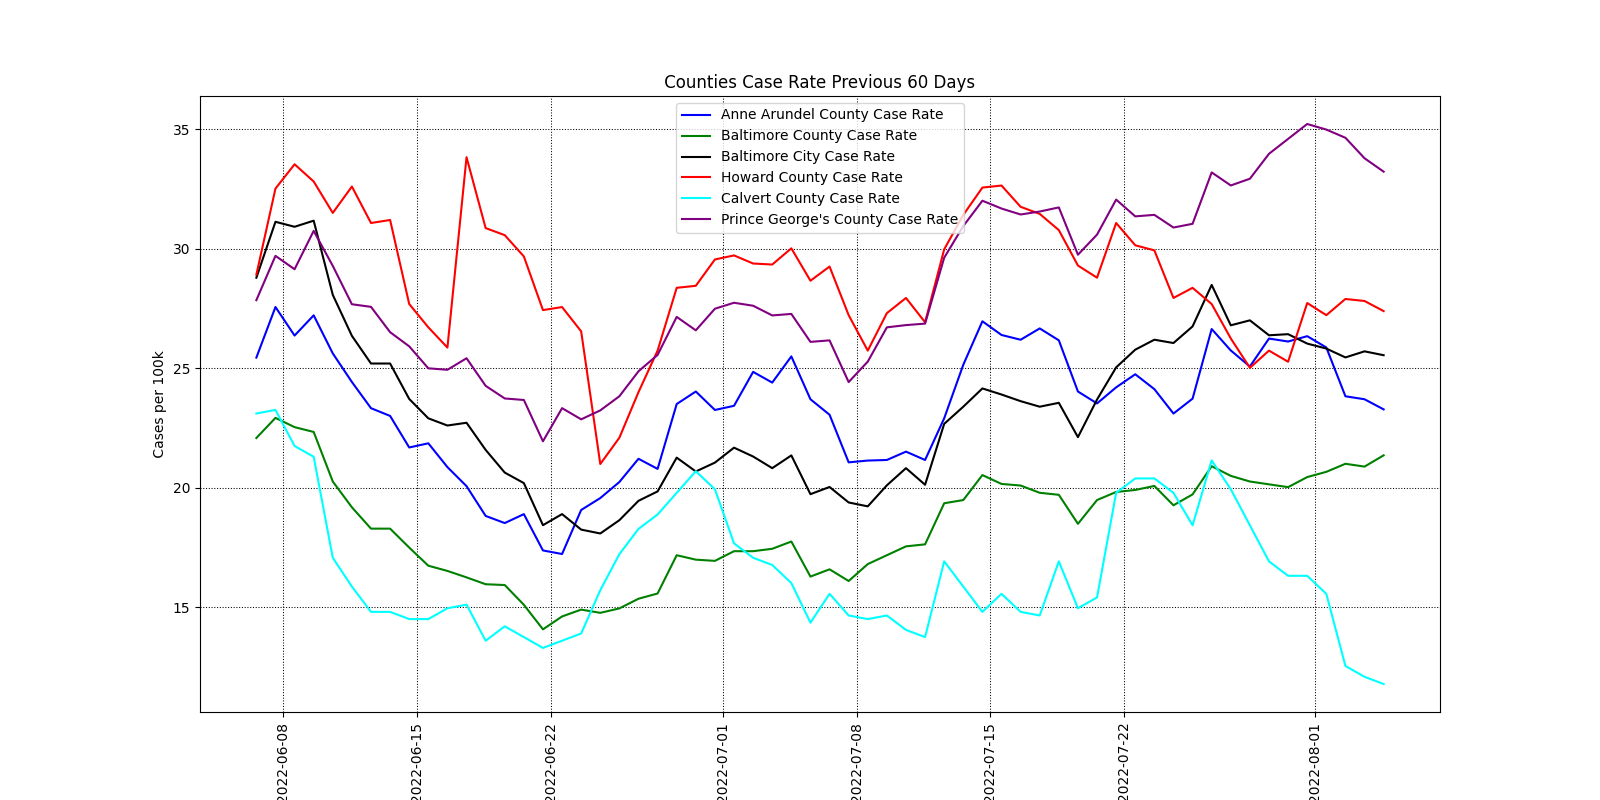 Counties Case Rate Previous 60 Days
Anne Arundel County Case Rate
Baltimore County Case Rate
Baltimore City Case Rate
Howard County Case Rate
Calvert County Case Rate
Prince George's County Case Rate
Cases per 100k
35
30
25
20
15
2022-06-08
2022-06-15
2022-06-22
2022-07-01
2022-07-08
2022-07-15
2022-07-22
2022-08-01